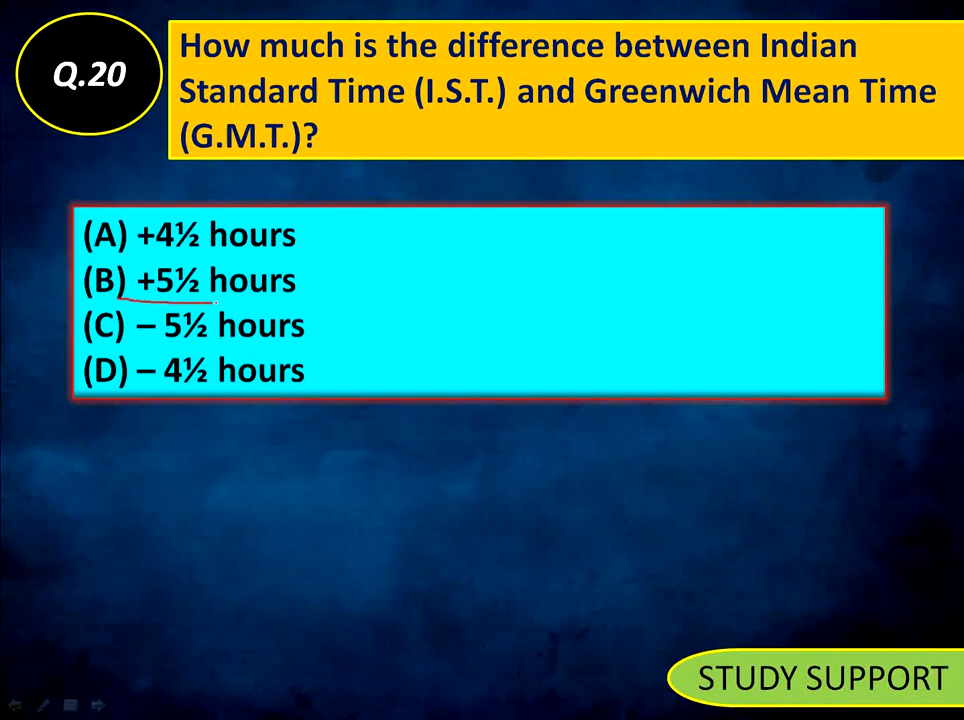 Q.20
How much is the difference between Indian
Standard Time (I.S.T.) and Greenwich Mean Time
(G.M.T.)?
(A) +4½ hours
(B) +5½ hours
(C) – 5½ hours
(D) – 4½ hours
STUDY SUPPORT